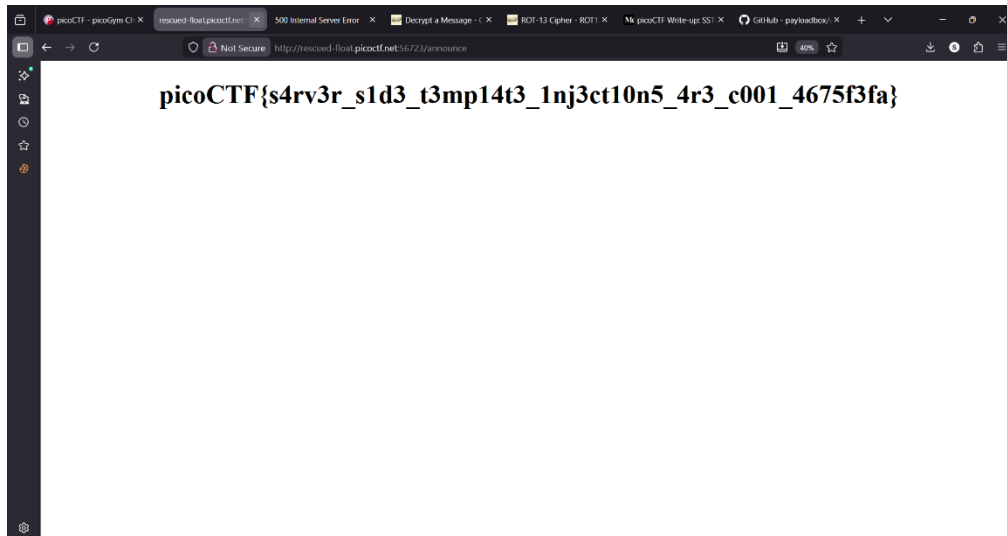 picoCTF - picoGym Ch
rescued-float.picoctf.net:
500 Internal Server Error
Decrypt a Message - C
ROT-13 Cipher - ROT1
picoCTF Write-up: SST
GitHub - payloadbox/
Not Secure http://rescued-float.picoctf.net:56723/announce
40%
picoCTF{s4rv3r_s1d3_t3mp14t3_1nj3ct10n5_4r3_c001_4675f3fa}